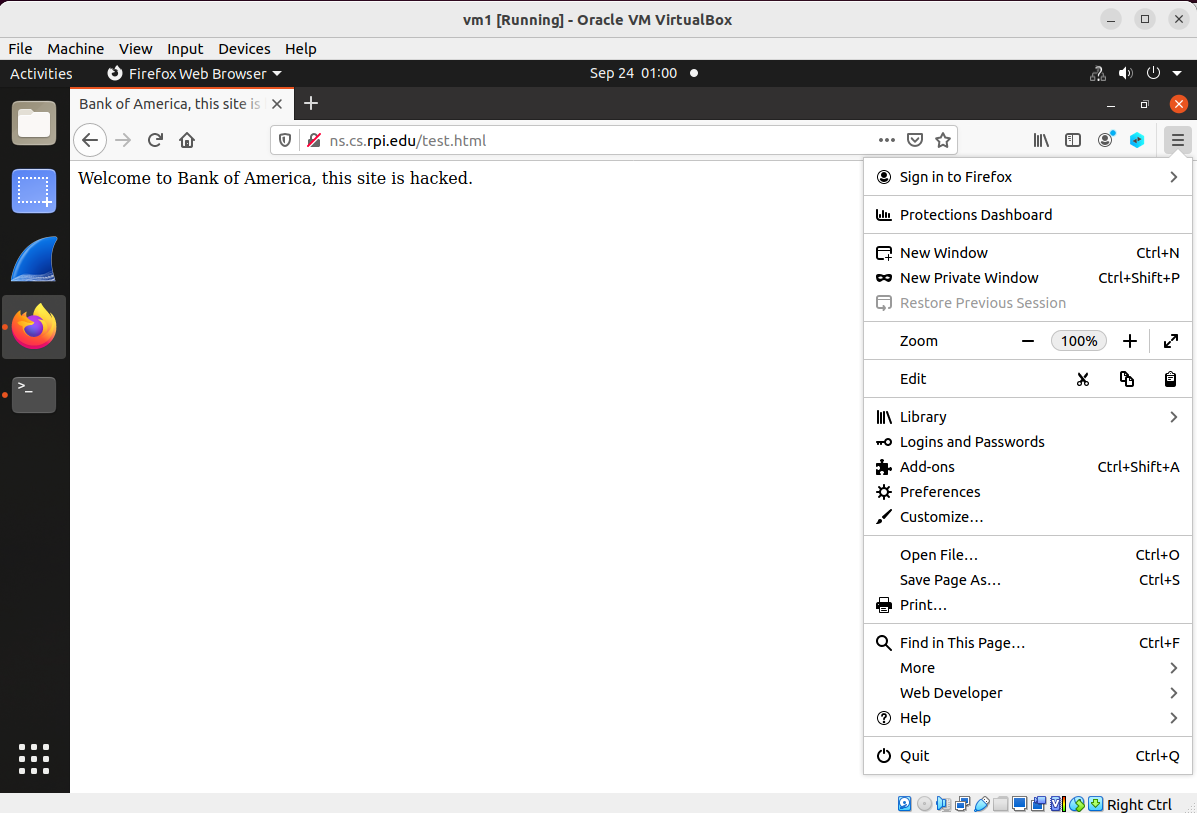 vm1 [Running] - Oracle VM VirtualBox
File Machine View Input Devices Help
Activities Firefox Web Browser Sep 24 01:00
Bank of America, this site is
ns.cs.rpi.edu/test.html
Welcome to Bank of America, this site is hacked.
Sign in to Firefox
Protections Dashboard
New Window Ctrl+N
New Private Window Ctrl+Shift+P
Restore Previous Session
Zoom 100%
Edit
Library
Logins and Passwords
Add-ons Ctrl+Shift+A
Preferences
Customize…
Open File… Ctrl+O
Save Page As… Ctrl+S
Print…
Find in This Page… Ctrl+F
More
Web Developer
Help
Quit Ctrl+Q
Right Ctrl